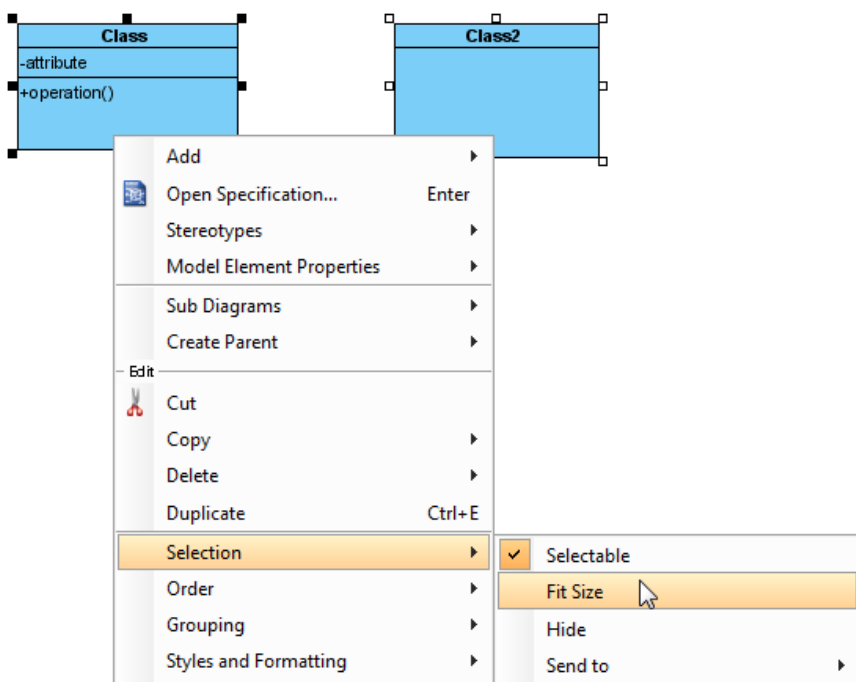 Class
Class2
-attribute
+operation()
Add
Open Specification... Enter
Stereotypes
Model Element Properties
Sub Diagrams
Create Parent
Edit
Cut
Copy
Delete
Duplicate Ctrl+E
Selection
Order
Grouping
Styles and Formatting
Selectable
Fit Size
Hide
Send to